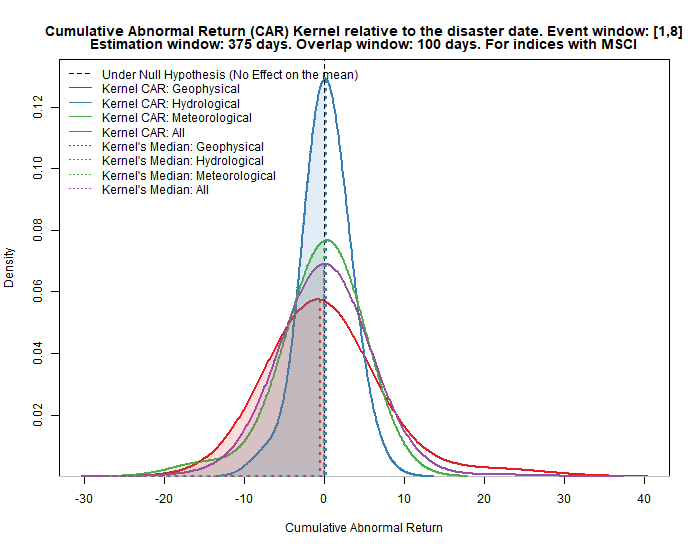 Cumulative Abnormal Return (CAR) Kernel relative to the disaster date. Event window: [1,8]
Estimation window: 375 days. Overlap window: 100 days. For indices with MSCI
Under Null Hypothesis (No Effect on the mean)
Kernel CAR: Geophysical
Kernel CAR: Hydrological
Kernel CAR: Meteorological
Kernel CAR: All
Kernel's Median: Geophysical
Kernel's Median: Hydrological
Kernel's Median: Meteorological
Kernel's Median: All
Density
0.12
0.10
0.08
0.06
0.04
0.02
-30
-20
-10
0
10
20
30
40
Cumulative Abnormal Return